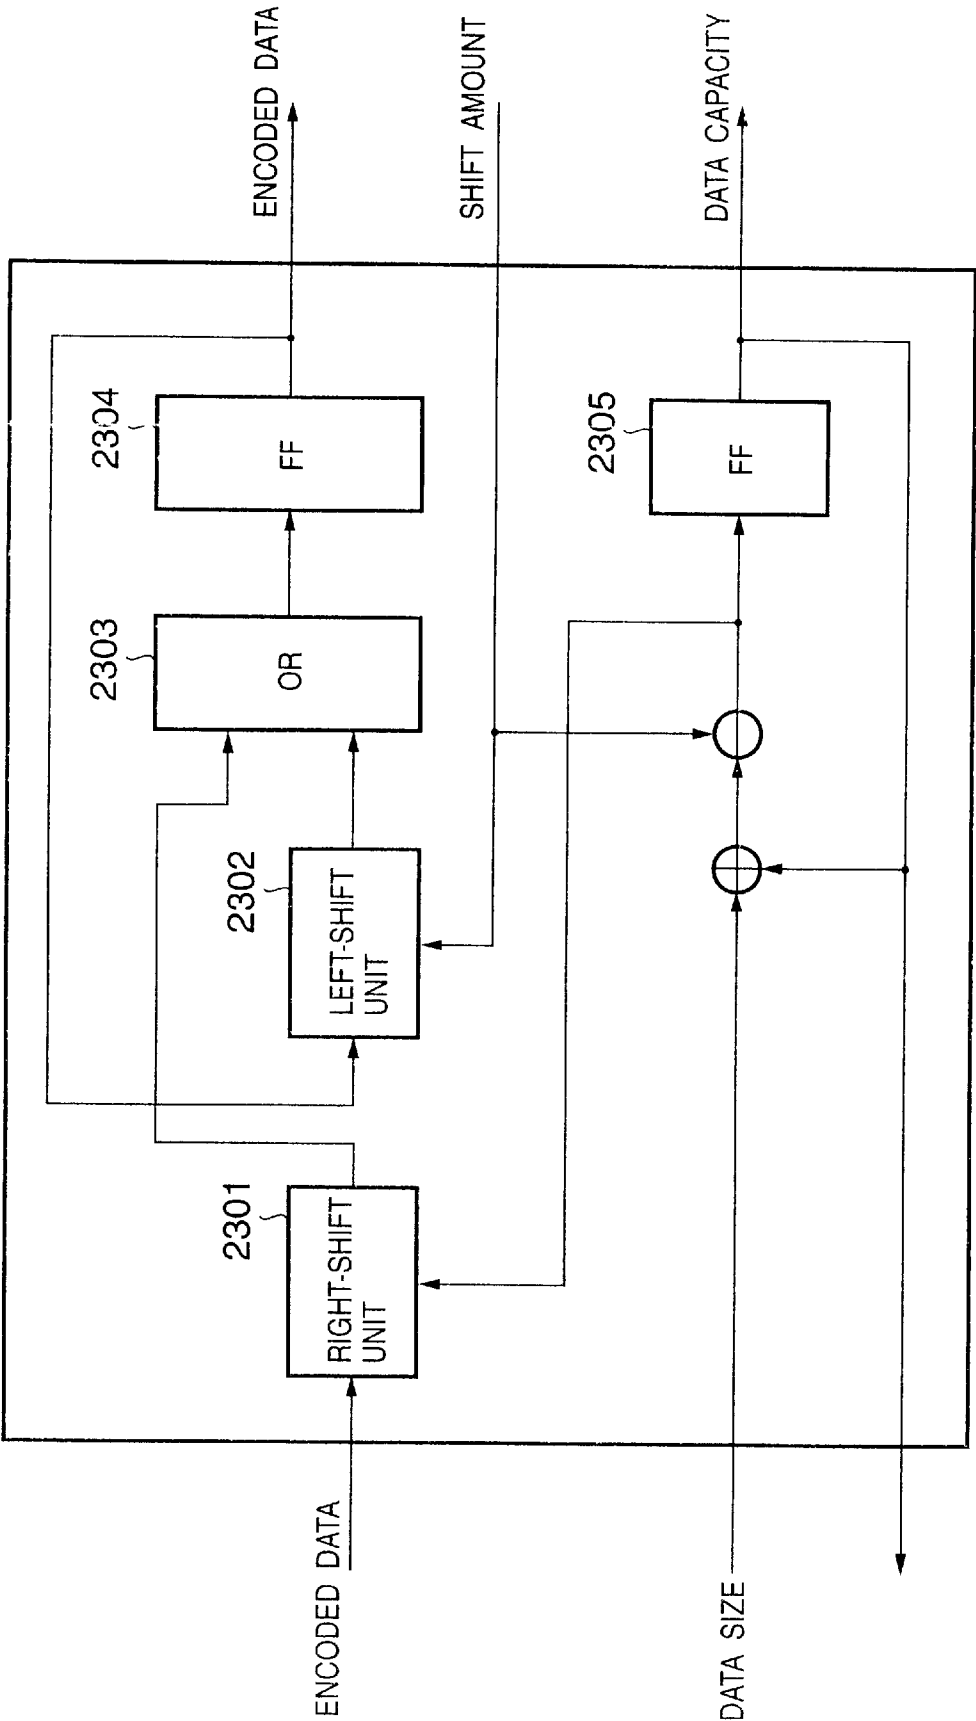 ENCODED DATA
2301
RIGHT-SHIFT
UNIT
2302
LEFT-SHIFT
UNIT
2303
OR
2304
FF
ENCODED DATA
SHIFT AMOUNT
DATA SIZE
2305
FF
DATA CAPACITY